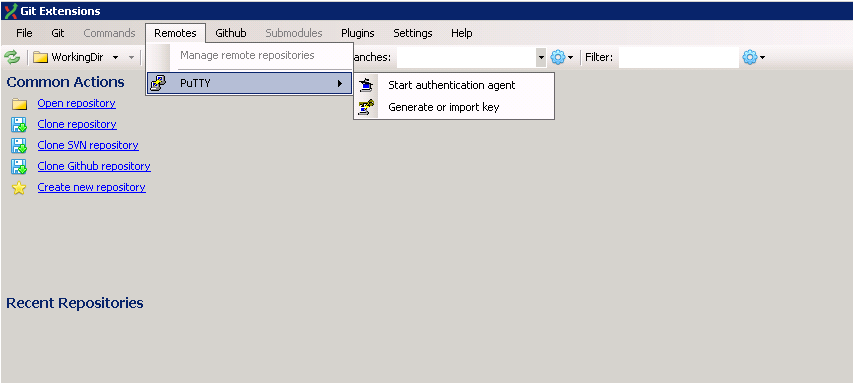 Git Extensions
File Git Commands Remotes Github Submodules Plugins Settings Help
WorkingDir anches: Filter:
Manage remote repositories
PuTTY
Start authentication agent
Generate or import key
Common Actions
Open repository
Clone repository
Clone SVN repository
Clone Github repository
Create new repository
Recent Repositories